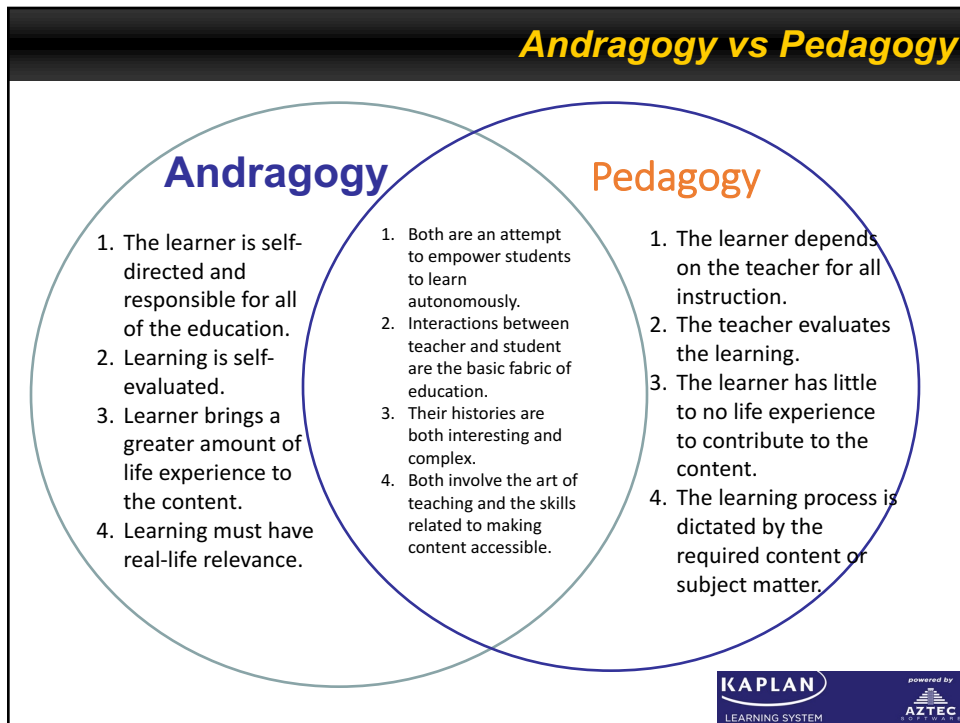 Andragogy vs Pedagogy
Andragogy
1. The learner is self-
directed and
responsible for all
of the education.
2. Learning is self-
evaluated.
3. Learner brings a
greater amount of
life experience to
the content.
4. Learning must have
real-life relevance.
1. Both are an attempt
to empower students
to learn
autonomously.
2. Interactions between
teacher and student
are the basic fabric of
education.
3. Their histories are
both interesting and
complex.
4. Both involve the art of
teaching and the skills
related to making
content accessible.
Pedagogy
1. The learner depends
on the teacher for all
instruction.
2. The teacher evaluates
the learning.
3. The learner has little
to no life experience
to contribute to the
content.
4. The learning process is
dictated by the
required content or
subject matter.
KAPLAN
LEARNING SYSTEM
powered by
AZTEC
SOFTWARE